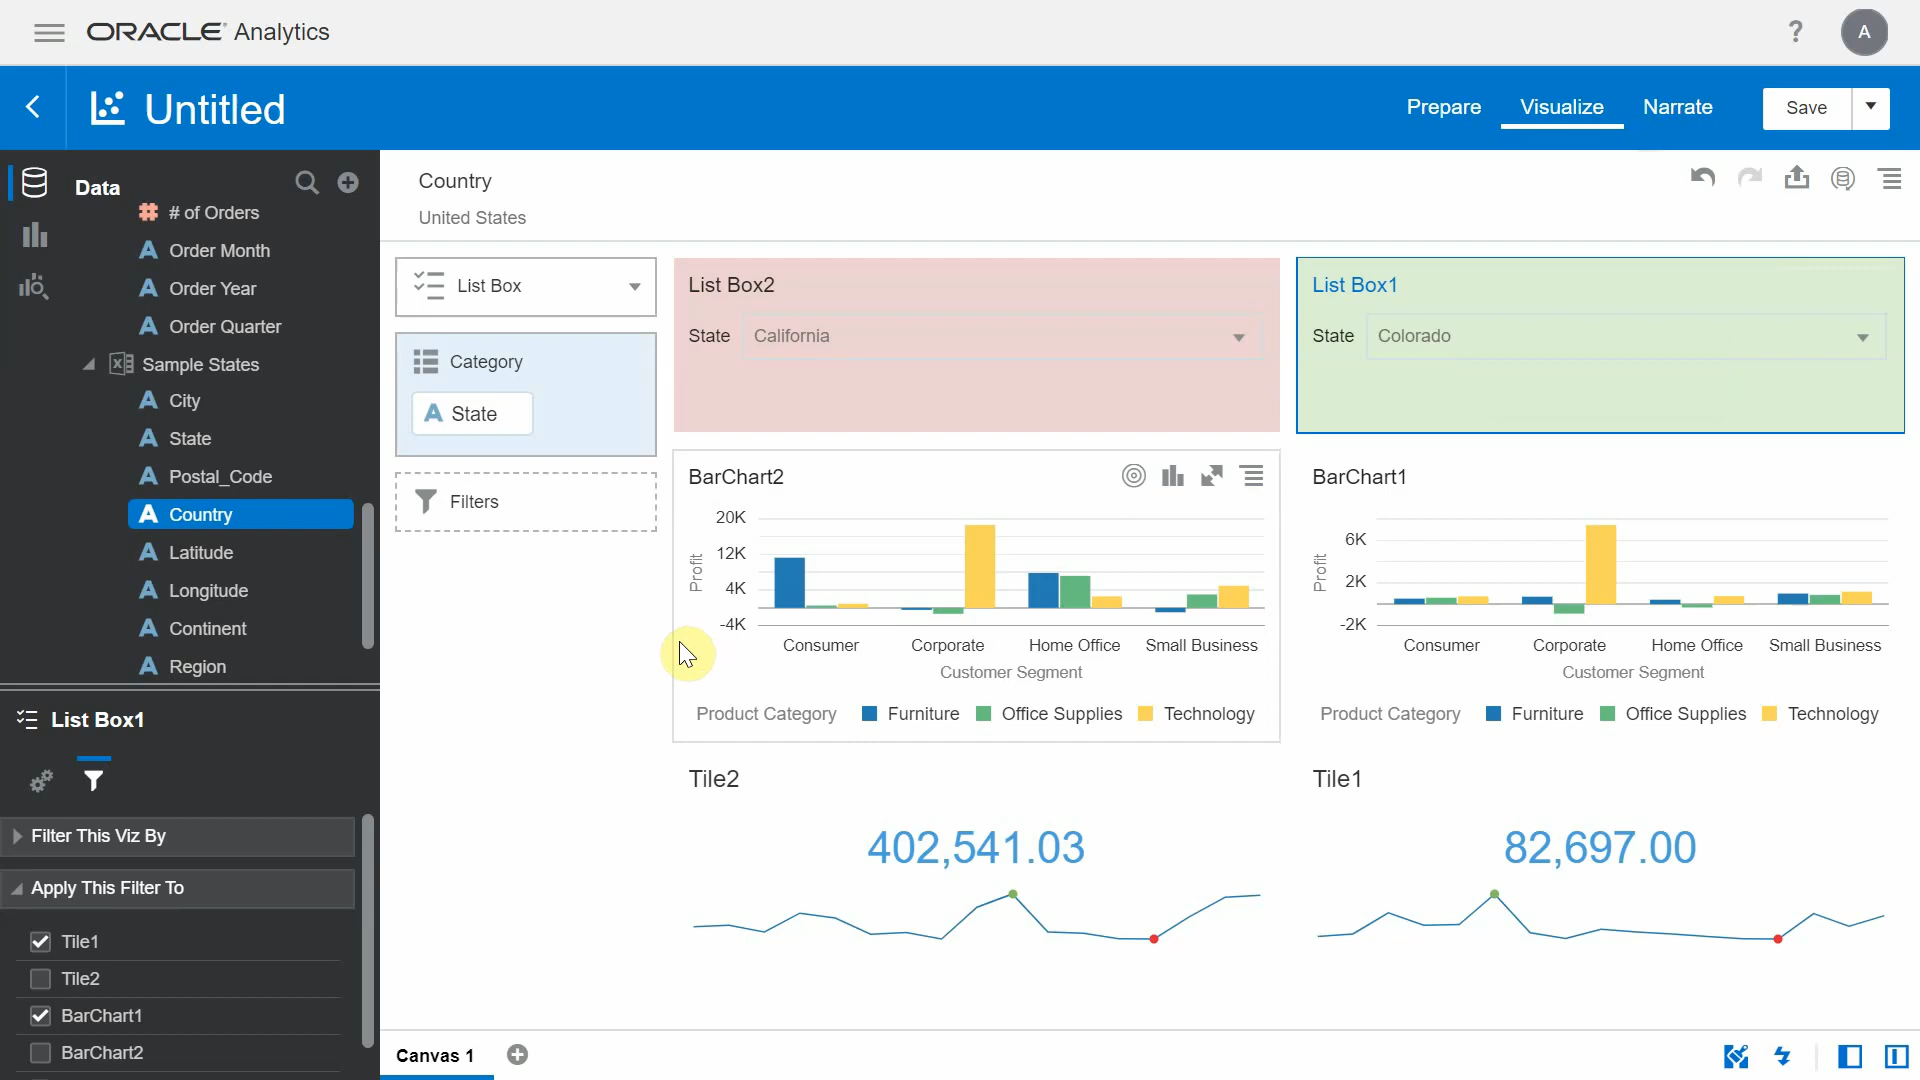 ORACLE Analytics
?
A
Untitled
Prepare
Visualize
Narrate
Save
Data
# of Orders
Order Month
Order Year
Order Quarter
Sample States
City
State
Postal_Code
Country
Latitude
Longitude
Continent
Region
List Box1
Filter This Viz By
Apply This Filter To
Tile1
Tile2
BarChart1
BarChart2
Country
United States
List Box
Category
A State
Filters
List Box2
State California
List Box1
State Colorado
BarChart2
20K
12K
4K
-4K
Profit
Consumer Corporate Home Office Small Business
Customer Segment
Product Category Furniture Office Supplies Technology
BarChart1
6K
2K
-2K
Profit
Consumer Corporate Home Office Small Business
Customer Segment
Product Category Furniture Office Supplies Technology
Tile2
402,541.03
Tile1
82,697.00
Canvas 1